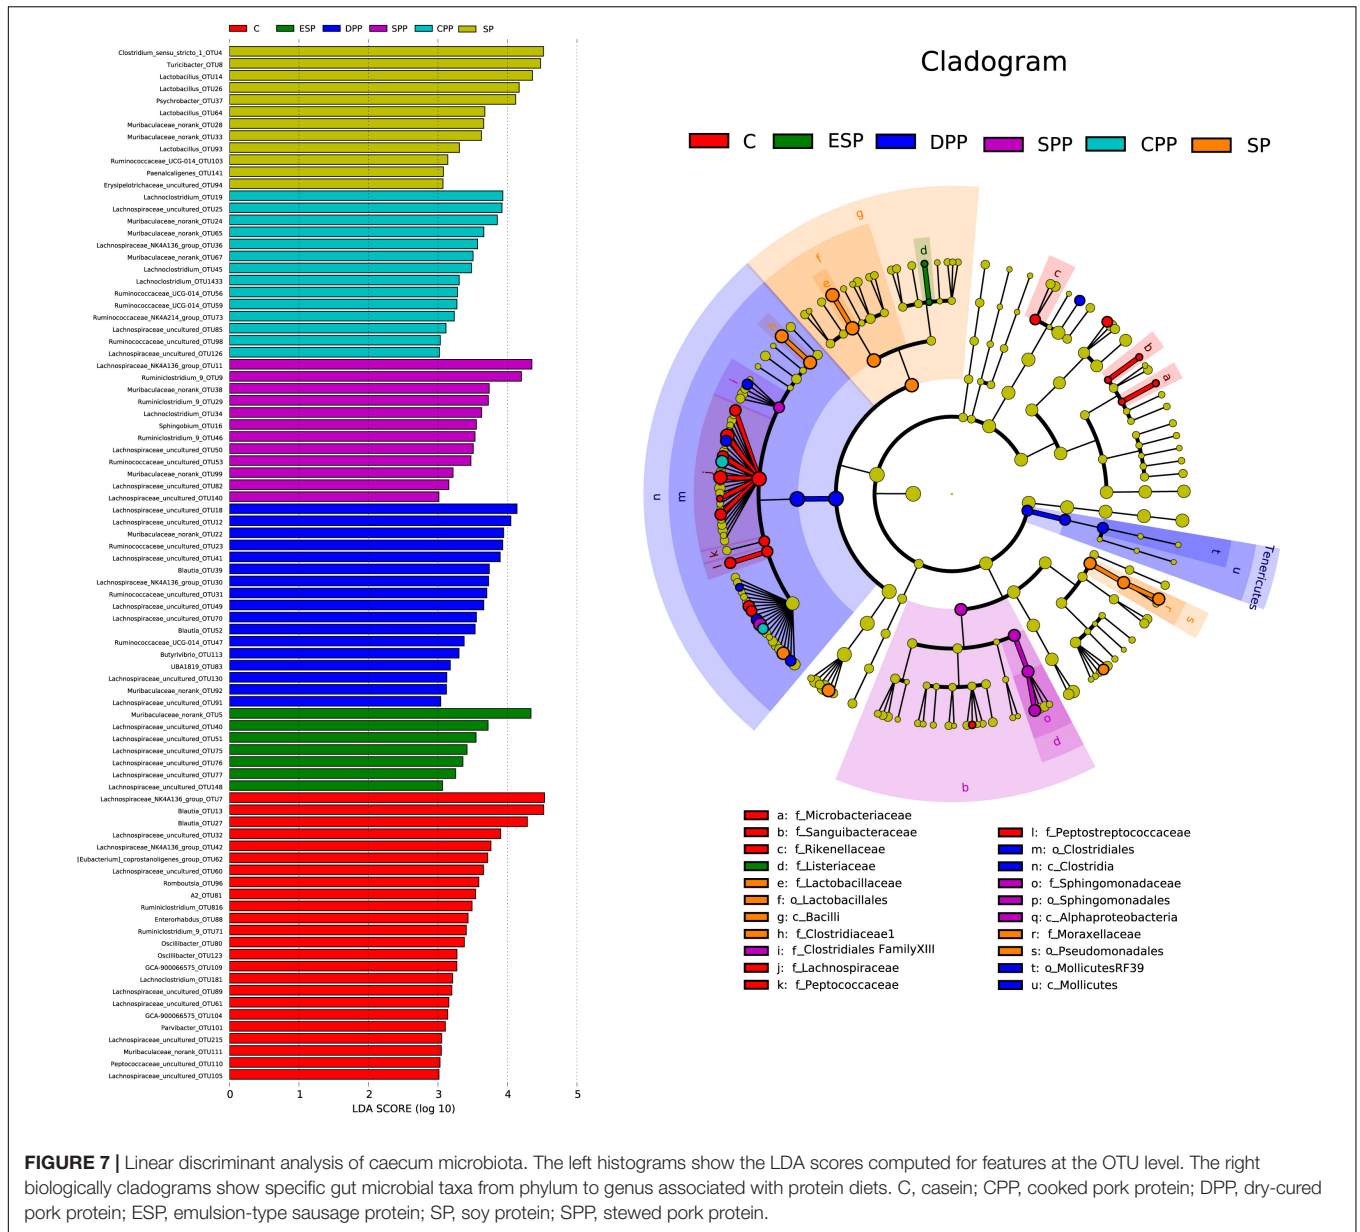 C ESP DPP SPP CPP SP
Clostridium_sensu_stricto_1_OTU4
Turicibacter_OTU8
Lactobacillus_OTU14
Lactobacillus_OTU26
Psychrobacter_OTU37
Lactobacillus_OTU64
Muribaculaceae_norank_OTU28
Muribaculaceae_norank_OTU33
Lactobacillus_OTU93
Ruminococcaceae_UCG-014_OTU103
Paenalcaligenes_OTU141
Erysipelotrichaceae_uncultured_OTU94
Lachnoclostridium_OTU19
Lachnospiraceae_uncultured_OTU25
Muribaculaceae_norank_OTU24
Muribaculaceae_norank_OTU65
Lachnospiraceae_NK4A136_group_OTU36
Muribaculaceae_norank_OTU67
Lachnoclostridium_OTU45
Lachnoclostridium_OTU1433
Ruminococcaceae_UCG-014_OTU56
Ruminococcaceae_UCG-014_OTU59
Ruminococcaceae_NK4A214_group_OTU73
Lachnospiraceae_uncultured_OTU85
Ruminococcaceae_uncultured_OTU98
Lachnospiraceae_uncultured_OTU126
Lachnospiraceae_NK4A136_group_OTU11
Ruminiclostridium_9_OTU9
Muribaculaceae_norank_OTU38
Ruminiclostridium_9_OTU29
Lachnoclostridium_OTU34
Sphingobium_OTU16
Ruminiclostridium_9_OTU46
Lachnospiraceae_uncultured_OTU50
Ruminococcaceae_uncultured_OTU53
Muribaculaceae_norank_OTU99
Lachnospiraceae_uncultured_OTU82
Lachnospiraceae_uncultured_OTU140
Lachnospiraceae_uncultured_OTU18
Lachnospiraceae_uncultured_OTU12
Muribaculaceae_norank_OTU22
Ruminococcaceae_uncultured_OTU23
Lachnospiraceae_uncultured_OTU41
Blautia_OTU39
Lachnospiraceae_NK4A136_group_OTU30
Ruminococcaceae_uncultured_OTU31
Lachnospiraceae_uncultured_OTU49
Lachnospiraceae_uncultured_OTU70
Blautia_OTU52
Ruminococcaceae_UCG-014_OTU47
Butyrivibrio_OTU113
UBA1819_OTU83
Lachnospiraceae_uncultured_OTU130
Muribaculaceae_norank_OTU92
Lachnospiraceae_uncultured_OTU91
Muribaculaceae_norank_OTU5
Lachnospiraceae_uncultured_OTU40
Lachnospiraceae_uncultured_OTU51
Lachnospiraceae_uncultured_OTU75
Lachnospiraceae_uncultured_OTU76
Lachnospiraceae_uncultured_OTU77
Lachnospiraceae_uncultured_OTU148
Lachnospiraceae_NK4A136_group_OTU7
Blautia_OTU13
Blautia_OTU27
Lachnospiraceae_uncultured_OTU32
Lachnospiraceae_NK4A136_group_OTU42
[Eubacterium]_coprostanoligenes_group_OTU62
Lachnospiraceae_uncultured_OTU60
Romboutsia_OTU96
A2_OTU81
Ruminiclostridium_OTU816
Enterorhabdus_OTU88
Ruminiclostridium_9_OTU71
Oscillibacter_OTU80
Oscillibacter_OTU123
GCA-900066575_OTU109
Lachnoclostridium_OTU181
Lachnospiraceae_uncultured_OTU89
Lachnospiraceae_uncultured_OTU61
GCA-900066575_OTU104
Parvibacter_OTU101
Lachnospiraceae_uncultured_OTU215
Muribaculaceae_norank_OTU111
Peptococcaceae_uncultured_OTU110
Lachnospiraceae_uncultured_OTU105
0 1 2 3 4 5
LDA SCORE (log 10)
Cladogram
C ESP DPP SPP CPP SP
g
f
e
d
c
b
a
h
i
j
k
l
m
n
Tenericutes
t
u
r
s
o
p
b
a: f_Microbacteriaceae
b: f_Sanguibacteraceae
c: f_Rikenellaceae
d: f_Listeriaceae
e: f_Lactobacillaceae
f: o_Lactobacillales
g: c_Bacilli
h: f_Clostridiaceae1
i: f_Clostridiales FamilyXIII
j: f_Lachnospiraceae
k: f_Peptococcaceae
l: f_Peptostreptococcaceae
m: o_Clostridiales
n: c_Clostridia
o: f_Sphingomonadaceae
p: o_Sphingomonadales
q: c_Alphaproteobacteria
r: f_Moraxellaceae
s: o_Pseudomonadales
t: o_MollicutesRF39
u: c_Mollicutes
FIGURE 7 | Linear discriminant analysis of caecum microbiota. The left histograms show the LDA scores computed for features at the OTU level. The right
biologically cladograms show specific gut microbial taxa from phylum to genus associated with protein diets. C, casein; CPP, cooked pork protein; DPP, dry-cured
pork protein; ESP, emulsion-type sausage protein; SP, soy protein; SPP, stewed pork protein.